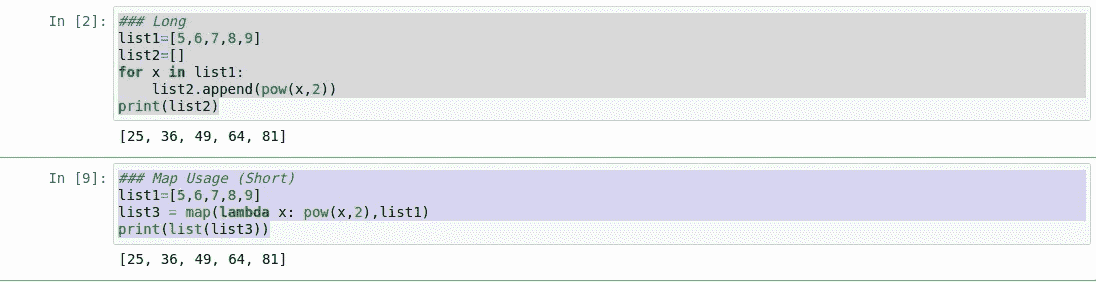 In [2]: ### Long
list1=[5,6,7,8,9]
list2=[]
for x in list1:
    list2.append(pow(x,2))
print(list2)
[25, 36, 49, 64, 81]
In [9]: ### Map Usage (Short)
list1=[5,6,7,8,9]
list3 = map(lambda x: pow(x,2),list1)
print(list(list3))
[25, 36, 49, 64, 81]